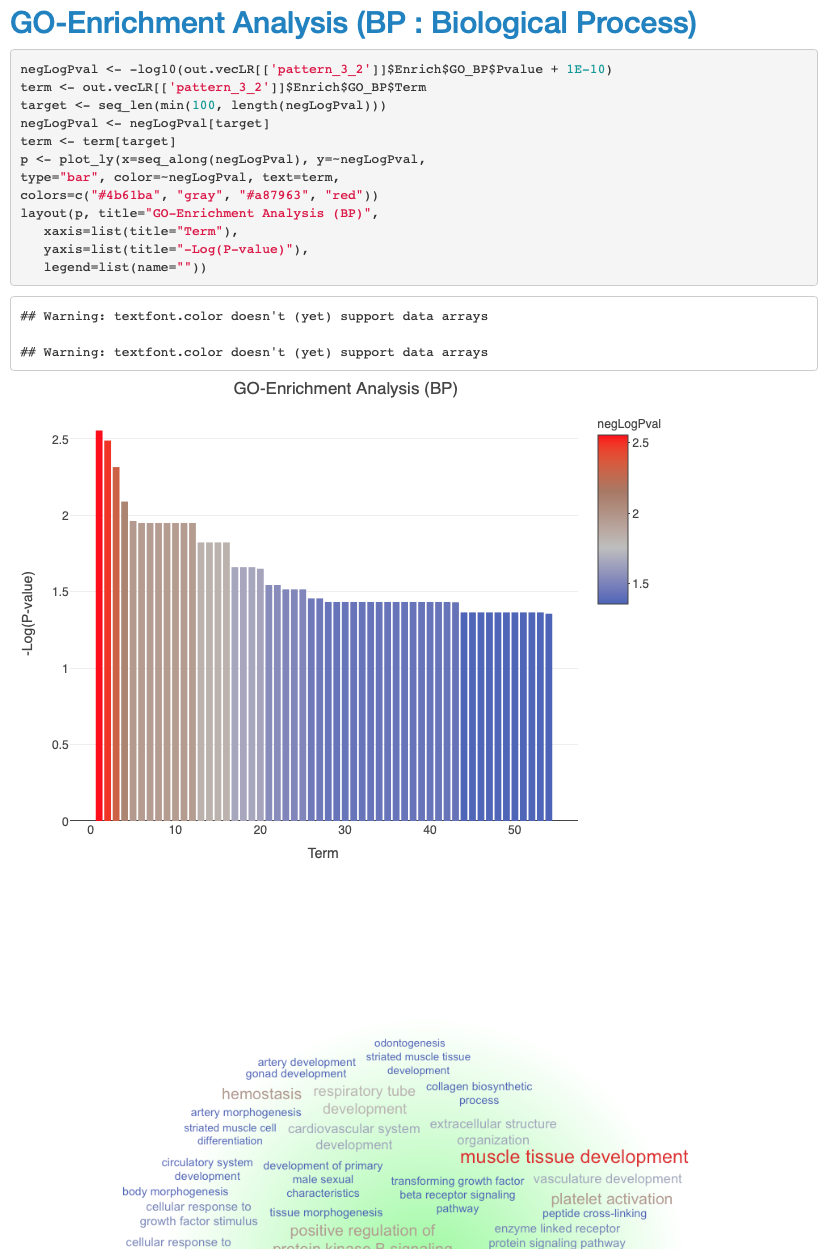 GO-Enrichment Analysis (BP : Biological Process)
negLogPval <- -log10(out.vecLR[['pattern_3_2']]$Enrich$GO_BP$Pvalue + 1E-10)
term <- out.vecLR[['pattern_3_2']]$Enrich$GO_BP$Term
target <- seq_len(min(100, length(negLogPval)))
negLogPval <- negLogPval[target]
term <- term[target]
p <- plot_ly(x=seq_along(negLogPval), y=~negLogPval,
type="bar", color=~negLogPval, text=term,
colors=c("#4b61ba", "gray", "#a87963", "red"))
layout(p, title="GO-Enrichment Analysis (BP)",
   xaxis=list(title="Term"),
   yaxis=list(title="-Log(P-value)"),
   legend=list(name=""))
## Warning: textfont.color doesn't (yet) support data arrays
## Warning: textfont.color doesn't (yet) support data arrays
GO-Enrichment Analysis (BP)
negLogPval
2.5
2
1.5
2.5
2
1.5
1
0.5
0
-Log(P-value)
0 10 20 30 40 50
Term
odontogenesis
striated muscle tissue
development
artery development
gonad development
collagen biosynthetic
process
hemostasis
respiratory tube
development
artery morphogenesis
striated muscle cell
differentiation
cardiovascular system
development
extracellular structure
organization
muscle tissue development
circulatory system
development
development of primary
male sexual
characteristics
transforming growth factor
beta receptor signaling
pathway
vasculature development
body morphogenesis
platelet activation
cellular response to
growth factor stimulus
tissue morphogenesis
peptide cross-linking
positive regulation of
protein kinase B signaling
enzyme linked receptor
protein signaling pathway
cellular response to